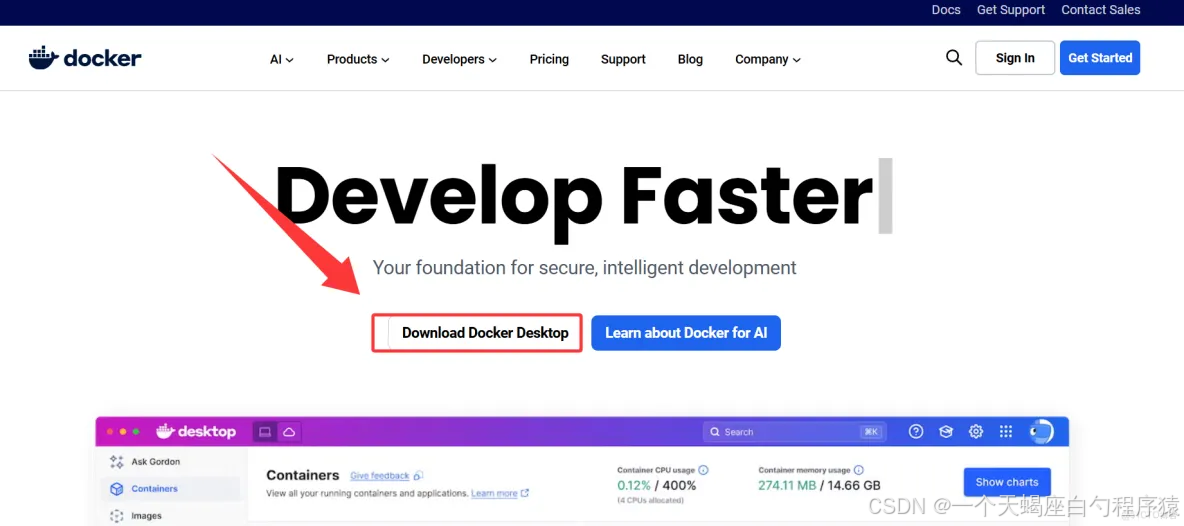 Docs Get Support Contact Sales
docker AI Products Developers Pricing Support Blog Company Sign In Get Started
Develop Faster
Your foundation for secure, intelligent development
Download Docker Desktop Learn about Docker for AI
desktop Search ⌘K
Ask Gordon
Containers Give feedback
Container CPU usage Container memory usage
0.12% / 400% 274.11 MB / 14.66 GB
Show charts
Containers
View all your running containers and applications. Learn more
(4 CPUs allocated)
Images
CSDN @一个天蝎座白勺程序猿